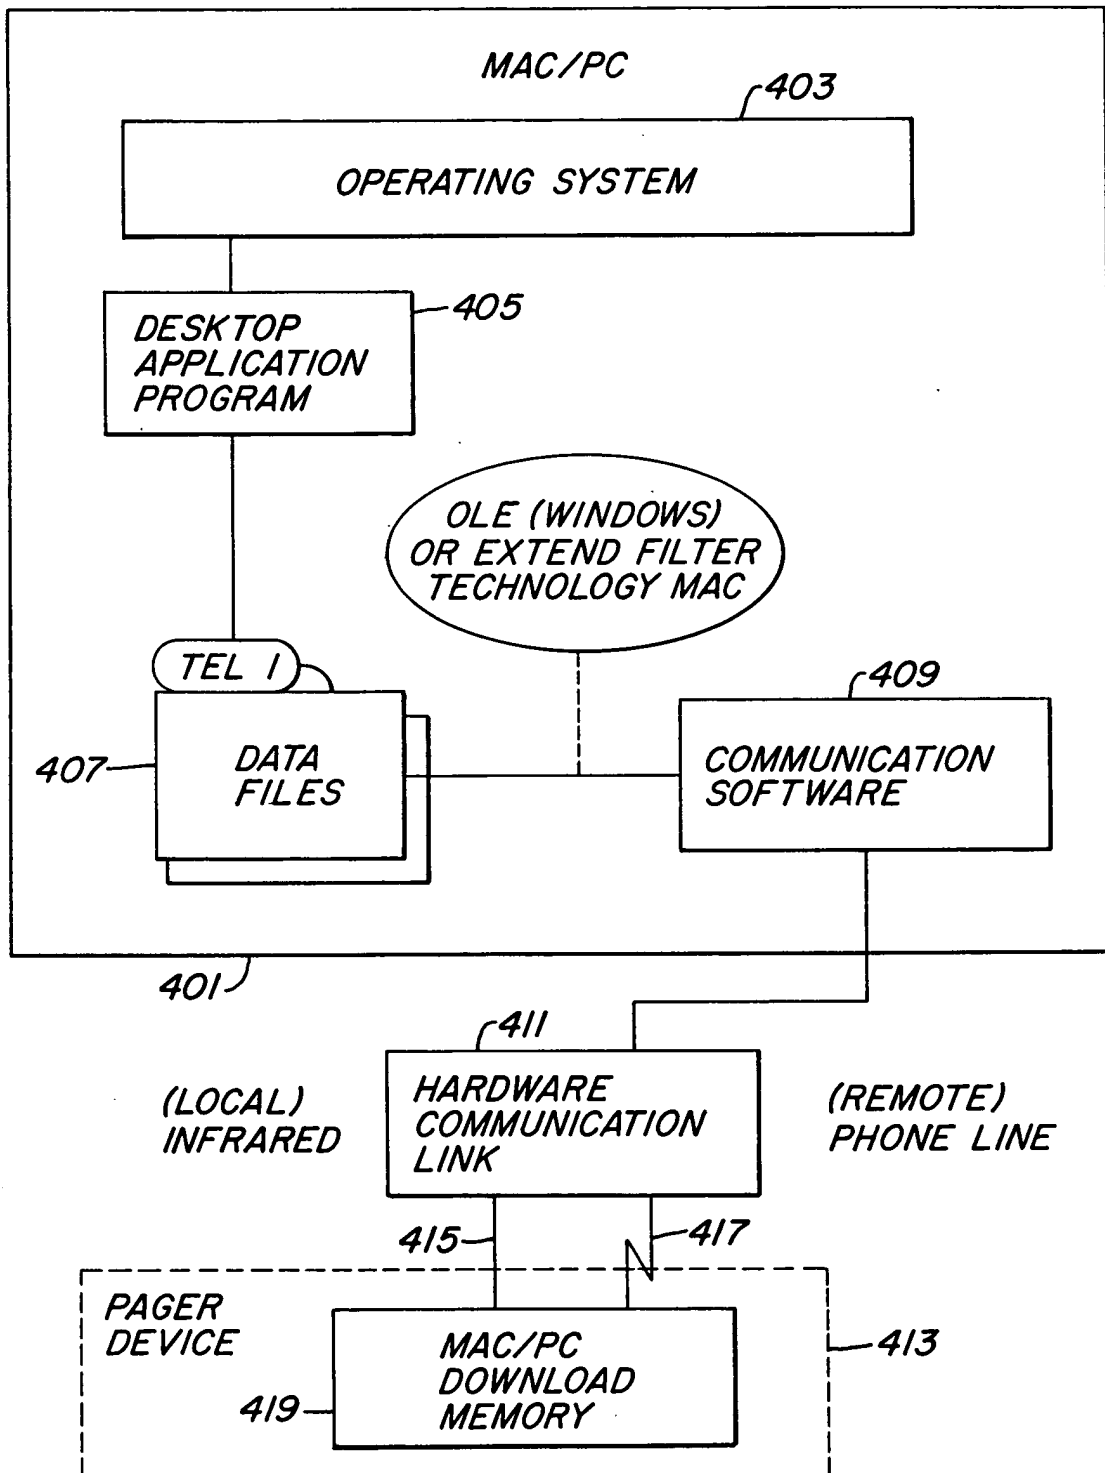 MAC/PC
403
OPERATING SYSTEM
405
DESKTOP
APPLICATION
PROGRAM
OLE (WINDOWS)
OR EXTEND FILTER
TECHNOLOGY MAC
TEL 1
409
407
DATA
FILES
COMMUNICATION
SOFTWARE
401
411
(LOCAL)
INFRARED
HARDWARE
COMMUNICATION
LINK
(REMOTE)
PHONE LINE
415
417
PAGER
DEVICE
413
MAC/PC
DOWNLOAD
MEMORY
419